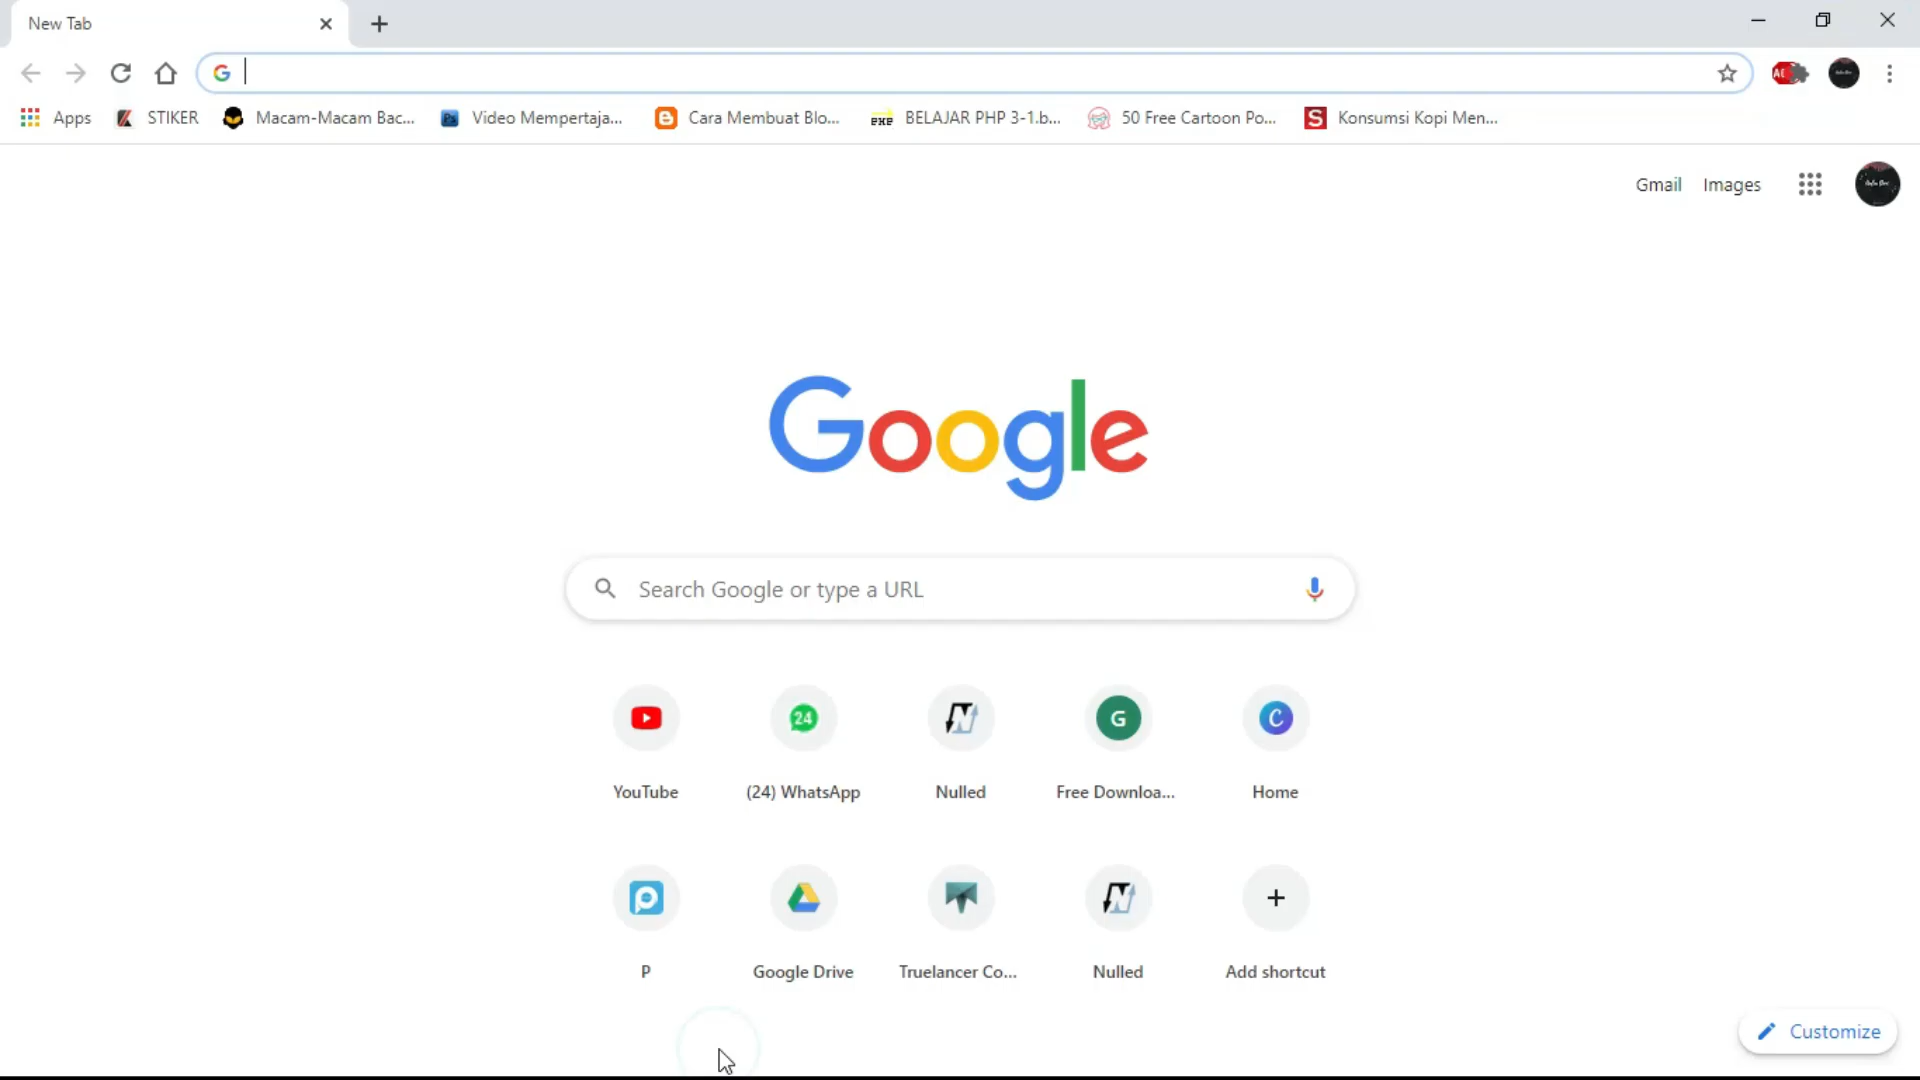 New Tab
Apps STIKER Macam-Macam Bac... Video Mempertaja... Cara Membuat Blo... BELAJAR PHP 3-1.b... 50 Free Cartoon Po... Konsumsi Kopi Men...
Gmail Images
Google
Search Google or type a URL
24
G
YouTube (24) WhatsApp Nulled Free Downloa... Home
P Google Drive Truelancer Co... Nulled Add shortcut
Customize